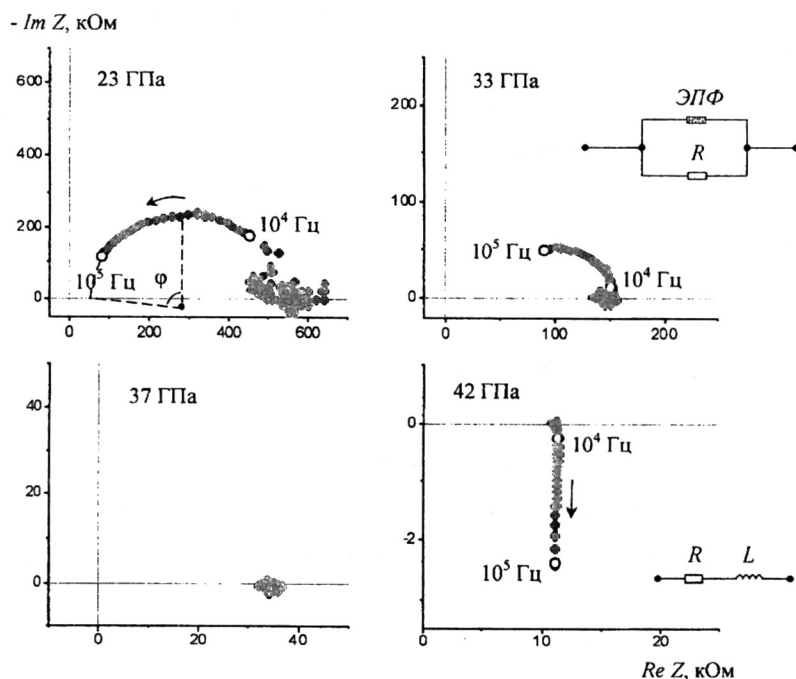 - Im Z, кОм
23 ГПа
600
400
200
0
10⁴ Гц
10⁵ Гц
φ
0 200 400 600
33 ГПа
200
100
0
ЭПФ
R
10⁵ Гц
10⁴ Гц
0 100 200
37 ГПа
40
20
0
0 20 40
42 ГПа
0
-2
10⁴ Гц
10⁵ Гц
R L
0 10 20
Re Z, кОм